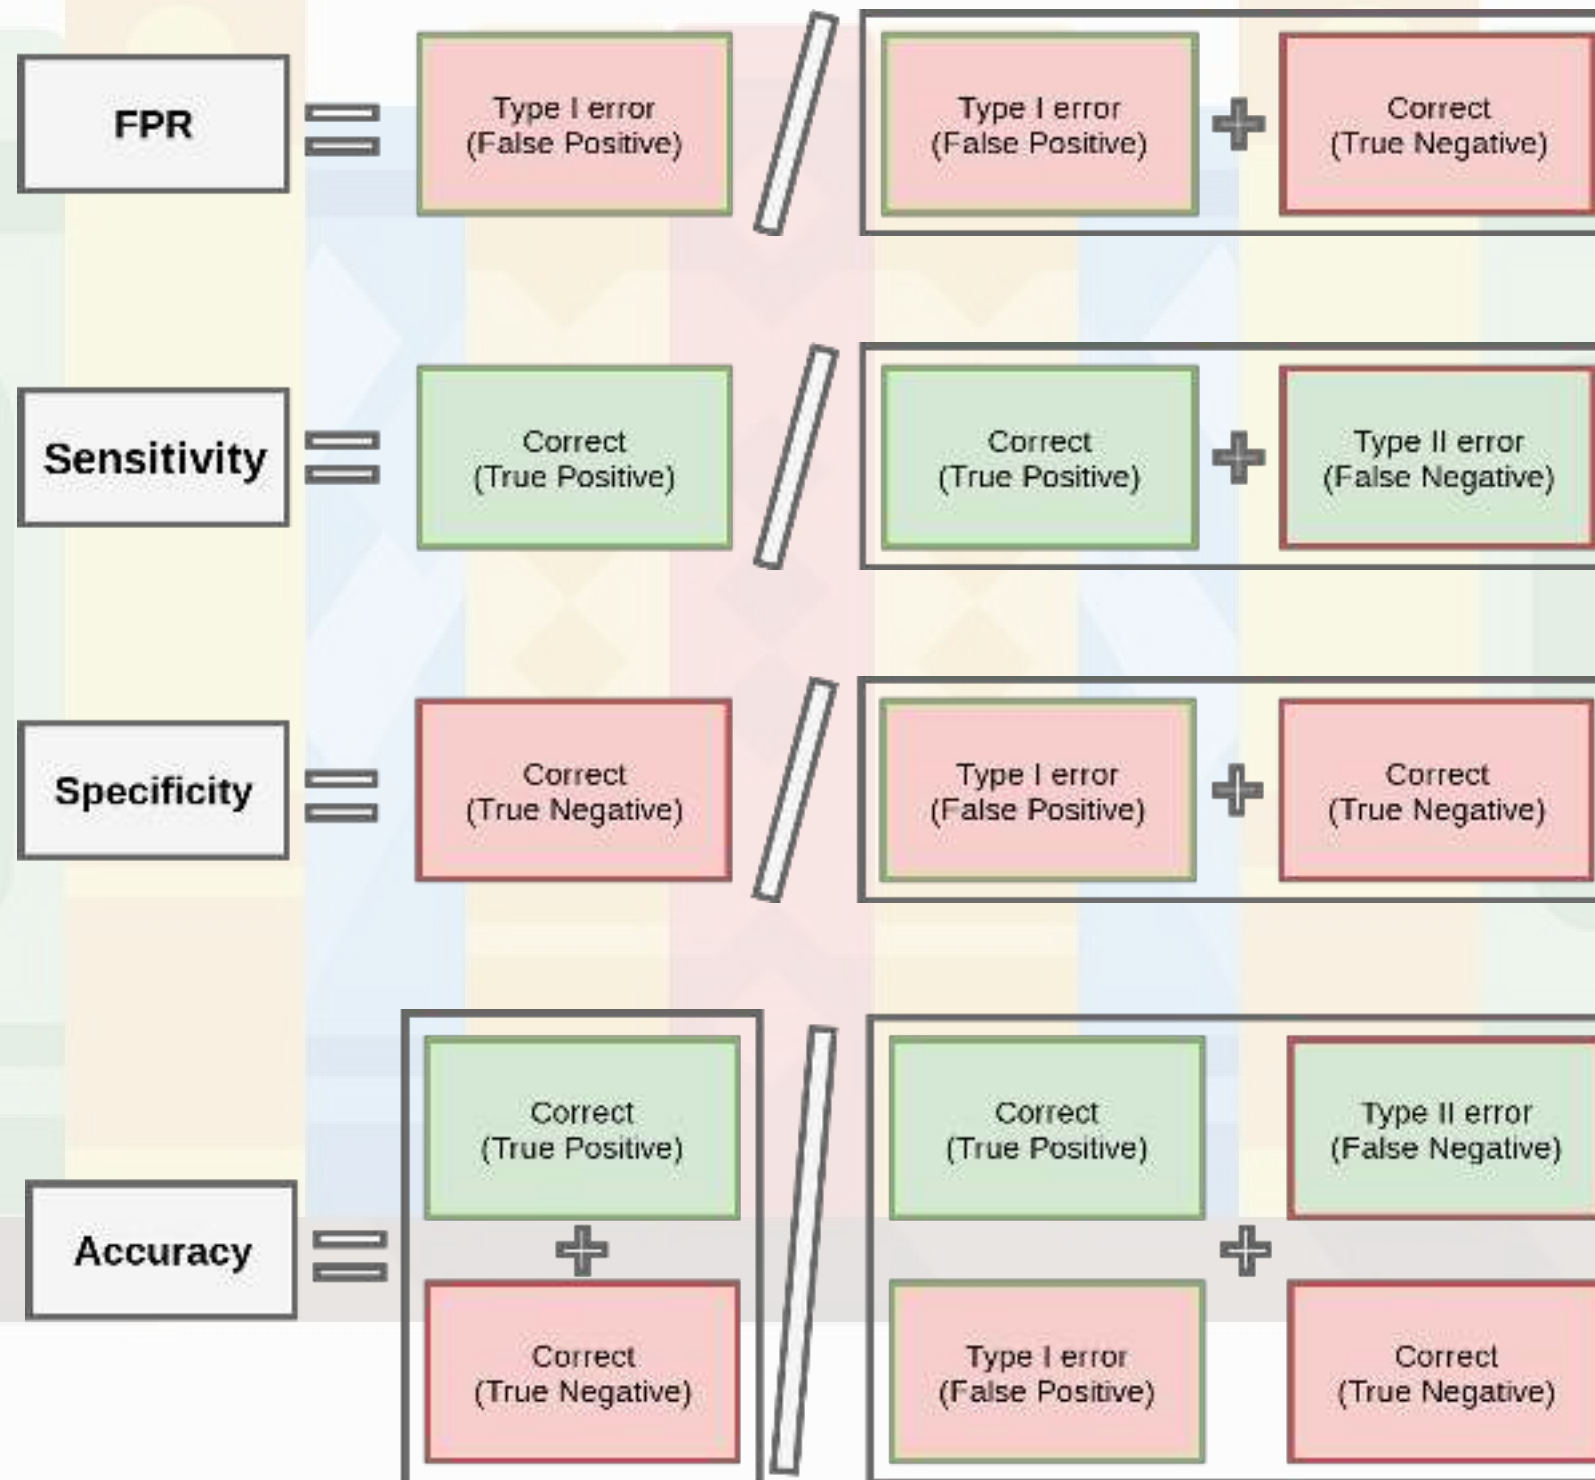 FPR
Type I error
(False Positive)
Type I error
(False Positive)
Correct
(True Negative)
Sensitivity
Correct
(True Positive)
Correct
(True Positive)
Type II error
(False Negative)
Specificity
Correct
(True Negative)
Type I error
(False Positive)
Correct
(True Negative)
Accuracy
Correct
(True Positive)
Correct
(True Negative)
Correct
(True Positive)
Type II error
(False Negative)
Type I error
(False Positive)
Correct
(True Negative)